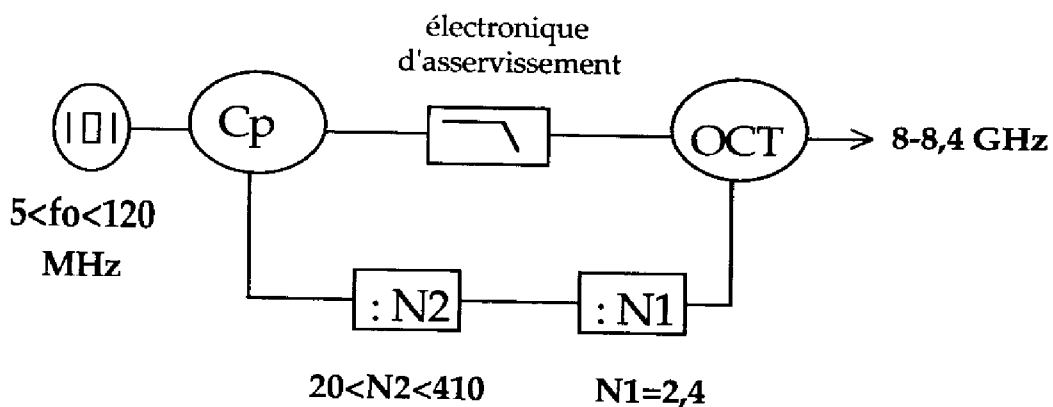 électronique
d'asservissement
Cp
OCT
8-8,4 GHz
5<fo<120
MHz
: N2
: N1
20<N2<410
N1=2,4